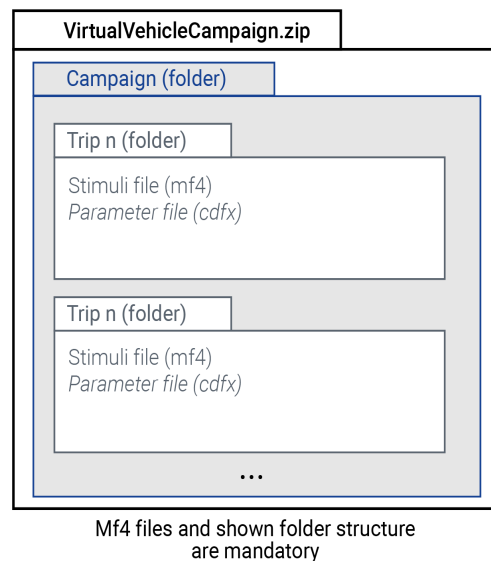 VirtualVehicleCampaign.zip
Campaign (folder)
Trip n (folder)
Stimuli file (mf4)
Parameter file (cdfx)
Trip n (folder)
Stimuli file (mf4)
Parameter file (cdfx)
...
Mf4 files and shown folder structure
are mandatory